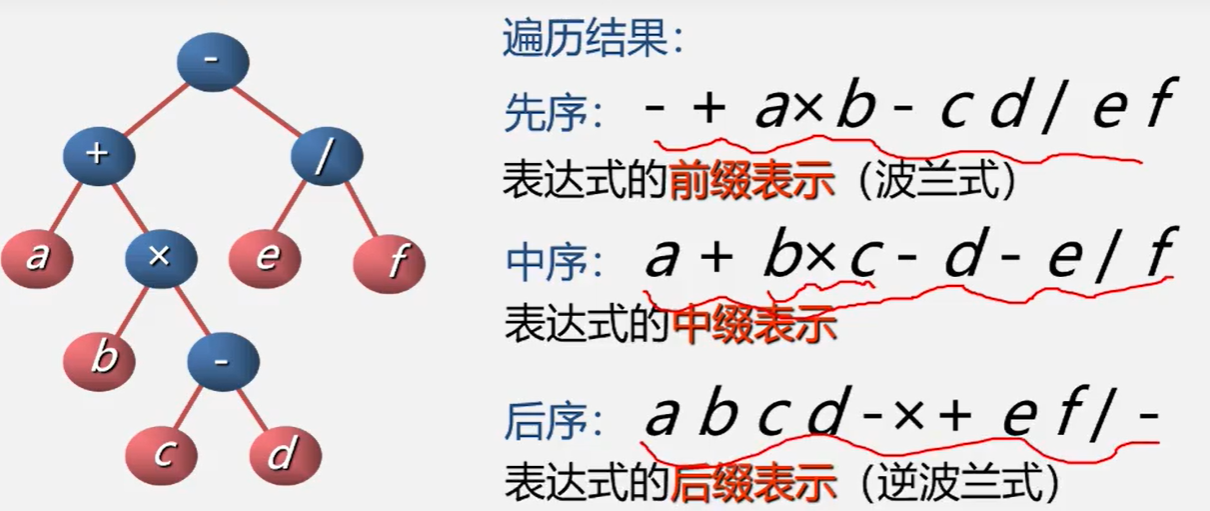 遍历结果：
先序： - + a×b - c d / e f
表达式的前缀表示（波兰式）
中序： a + b×c - d - e / f
表达式的中缀表示
后序： a b c d -×+ e f / -
表达式的后缀表示（逆波兰式）
-
+ /
a × e f
b -
c d